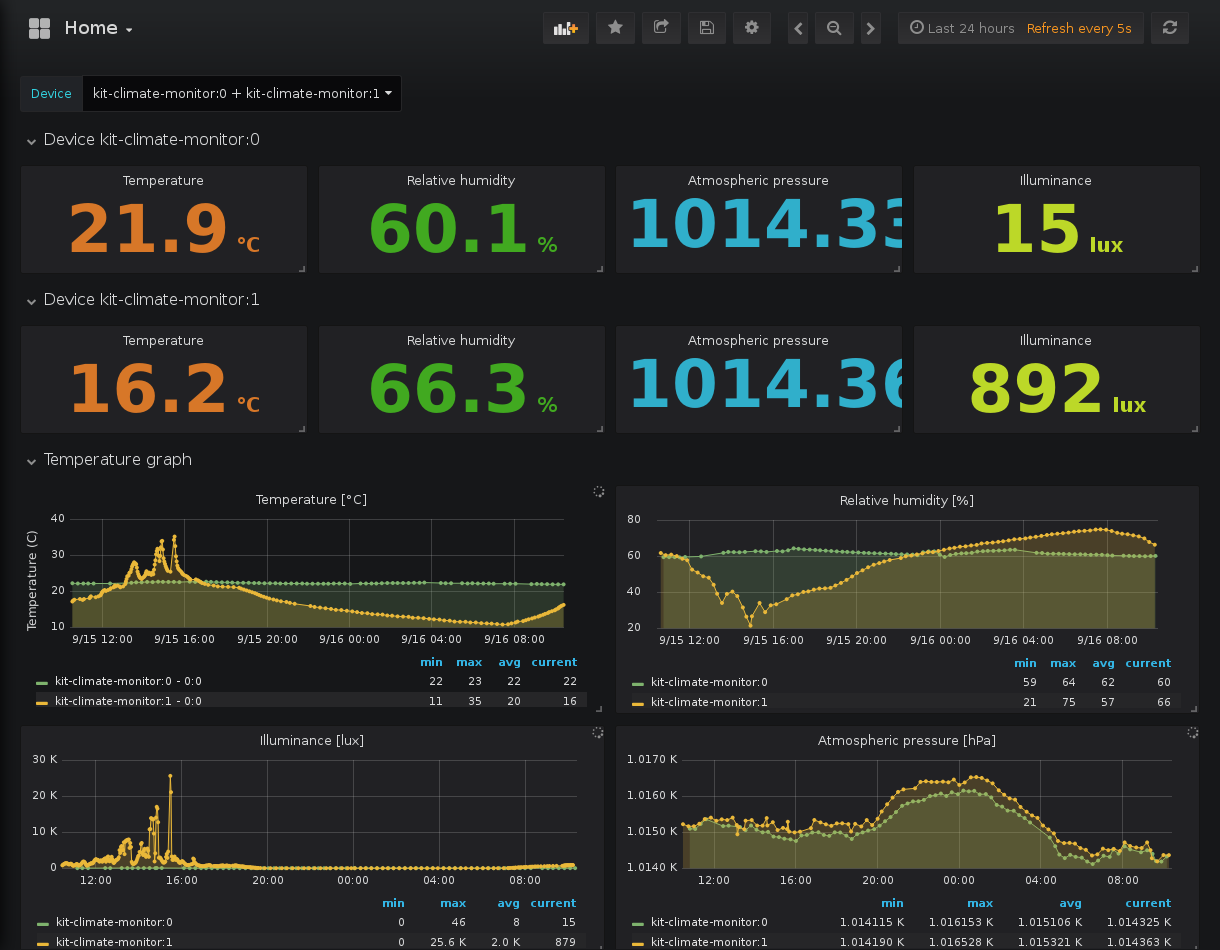 Home
Last 24 hours Refresh every 5s
Device kit-climate-monitor:0 + kit-climate-monitor:1
Device kit-climate-monitor:0
Temperature Relative humidity Atmospheric pressure Illuminance
21.9 °C 60.1 % 1014.33 15 lux
Device kit-climate-monitor:1
Temperature Relative humidity Atmospheric pressure Illuminance
16.2 °C 66.3 % 1014.36 892 lux
Temperature graph
Temperature [°C]
Temperature (C)
40
30
20
10
9/15 12:00 9/15 16:00 9/15 20:00 9/16 00:00 9/16 04:00 9/16 08:00
min max avg current
kit-climate-monitor:0 - 0:0 22 23 22 22
kit-climate-monitor:1 - 0:0 11 35 20 16
Relative humidity [%]
80
60
40
20
9/15 12:00 9/15 16:00 9/15 20:00 9/16 00:00 9/16 04:00 9/16 08:00
min max avg current
kit-climate-monitor:0 59 64 62 60
kit-climate-monitor:1 21 75 57 66
Illuminance [lux]
30 K
20 K
10 K
0
12:00 16:00 20:00 00:00 04:00 08:00
min max avg current
kit-climate-monitor:0 0 46 8 15
kit-climate-monitor:1 0 25.6 K 2.0 K 879
Atmospheric pressure [hPa]
1.0170 K
1.0160 K
1.0150 K
1.0140 K
12:00 16:00 20:00 00:00 04:00 08:00
min max avg current
kit-climate-monitor:0 1.014115 K 1.016153 K 1.015106 K 1.014325 K
kit-climate-monitor:1 1.014190 K 1.016528 K 1.015321 K 1.014363 K